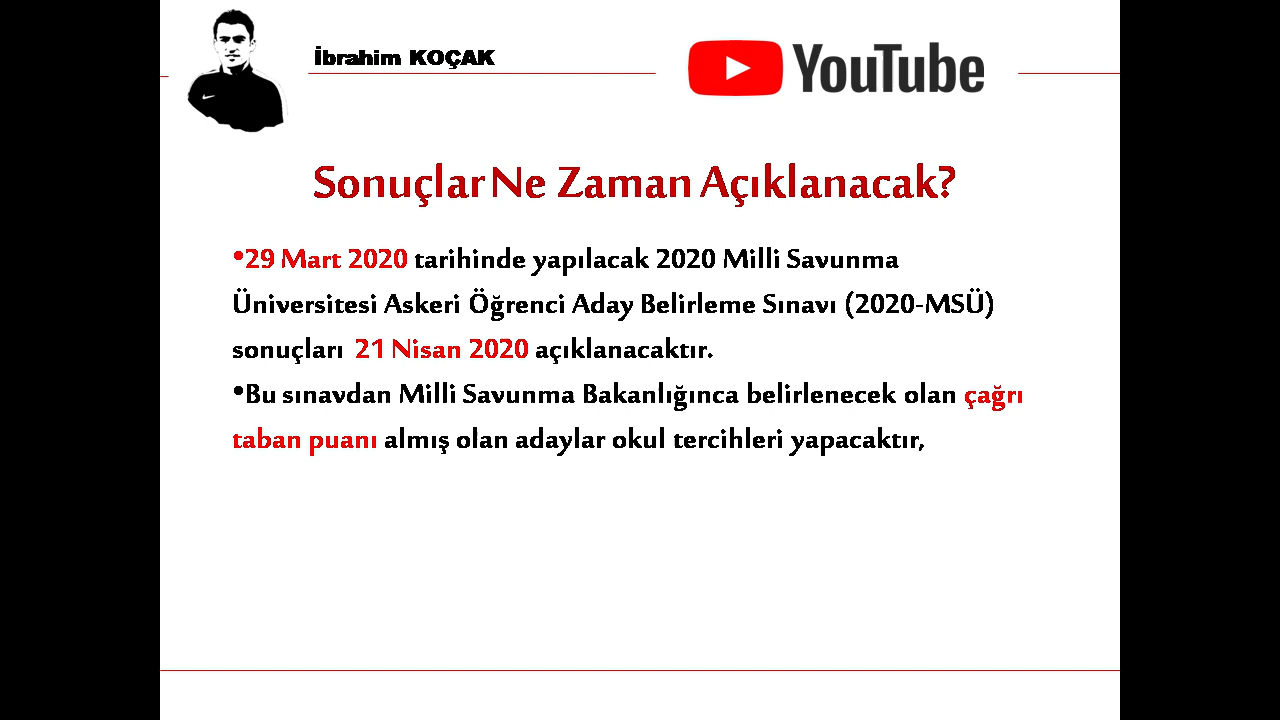 İbrahim KOÇAK
YouTube
Sonuçlar Ne Zaman Açıklanacak?
•29 Mart 2020 tarihinde yapılacak 2020 Milli Savunma
Üniversitesi Askeri Öğrenci Aday Belirleme Sınavı (2020-MSÜ)
sonuçları 21 Nisan 2020 açıklanacaktır.
•Bu sınavdan Milli Savunma Bakanlığınca belirlenecek olan çağrı
taban puanı almış olan adaylar okul tercihleri yapacaktır,